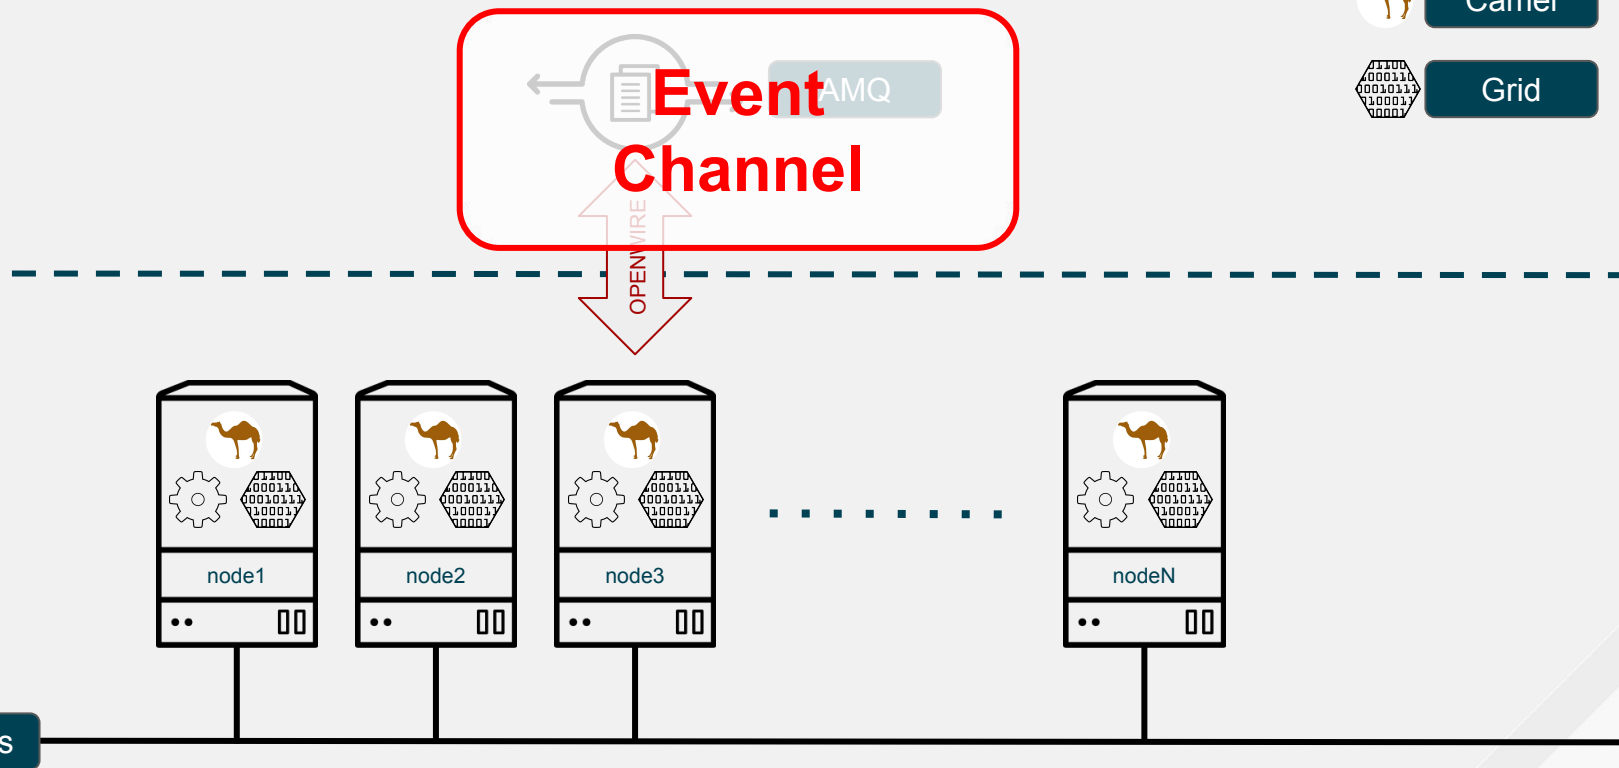 Camel
Event
Channel
AMQ
Grid
OPENWIRE
node1
node2
node3
nodeN
s